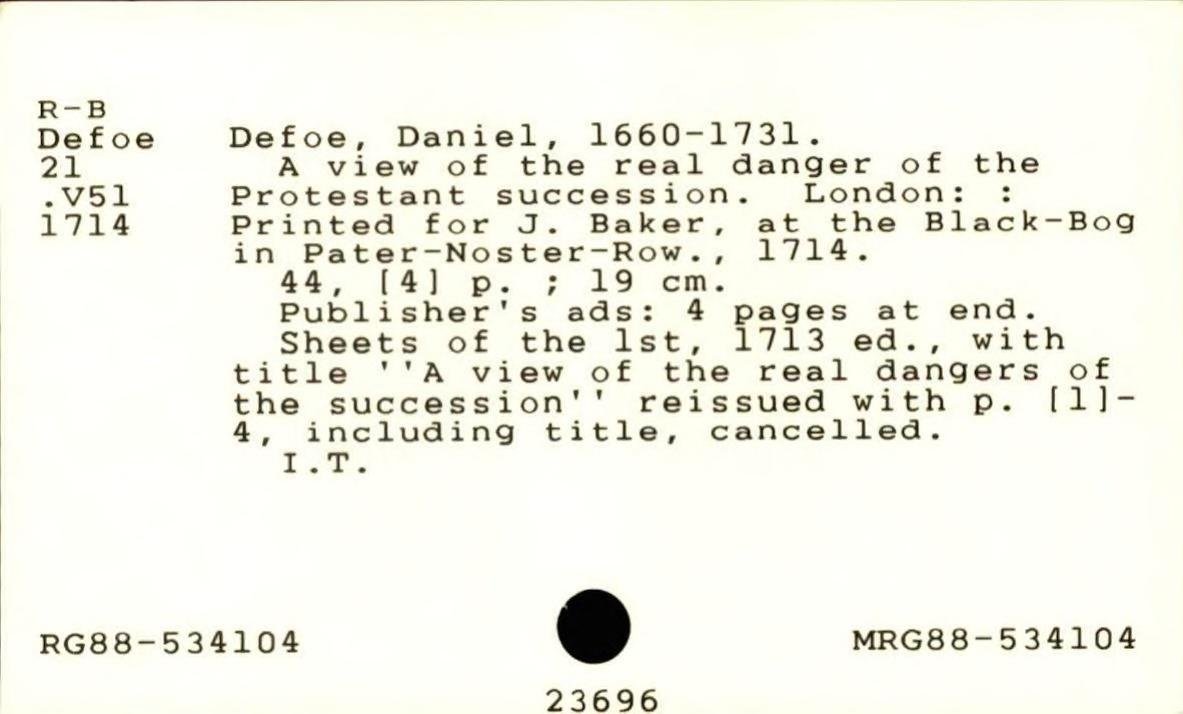 R-B
Defoe Defoe, Daniel, 1660-1731.
21 A view of the real danger of the
.V51 Protestant succession. London: :
1714 Printed for J. Baker, at the Black-Bog
in Pater-Noster-Row., 1714.
44, [4] p. ; 19 cm.
Publisher's ads: 4 pages at end.
Sheets of the 1st, 1713 ed., with
title ''A view of the real dangers of
the succession'' reissued with p. [1]-
4, including title, cancelled.
I.T.
RG88-534104 MRG88-534104
23696